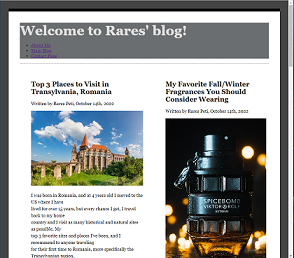 Welcome to Rares' blog!
About Me
Main Blog
Contact Page
Top 3 Places to Visit in
Transylvania, Romania
Written by Rares Peti, October 14th, 2022
I was born in Romania, and at 4 years old I moved to the
US where I have
lived for over 15 years, but every chance I get, I travel
back to my home
country and I visit as many historical and natural sites
as possible. My
top 3 favorite sites and places I've been, and I
recommend to anyone traveling
for their first time to Romania, more specifically the
Transylvanian region,
My Favorite Fall/Winter
Fragrances You Should
Consider Wearing
Written by Rares Peti, October 14th, 2022
SPICEBOMB
VIKTOR&ROLF
EXTREME